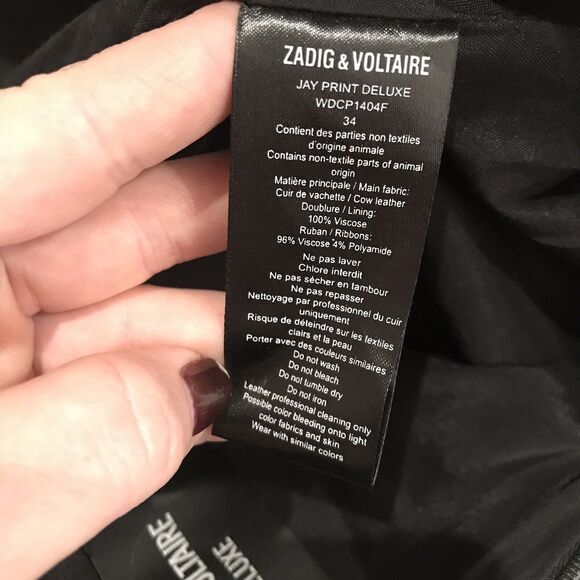 ZADIG & VOLTAIRE
JAY PRINT DELUXE
WDCP1404F
34
Contient des parties non textiles
d'origine animale
Contains non-textile parts of animal
origin
Matière principale / Main fabric:
Cuir de vachette / Cow leather
Doublure / Lining:
100% Viscose
Ruban / Ribbons:
96% Viscose 4% Polyamide
Ne pas laver
Chlore interdit
Ne pas sécher en tambour
Ne pas repasser
Nettoyage par professionnel du cuir
uniquement
Risque de déteindre sur les textiles
clairs et la peau
Porter avec des couleurs similaires
Do not wash
Do not bleach
Do not tumble dry
Do not iron
Leather professional cleaning only
Possible color bleeding onto light
color fabrics and skin
Wear with similar colors
VOLTAIRE